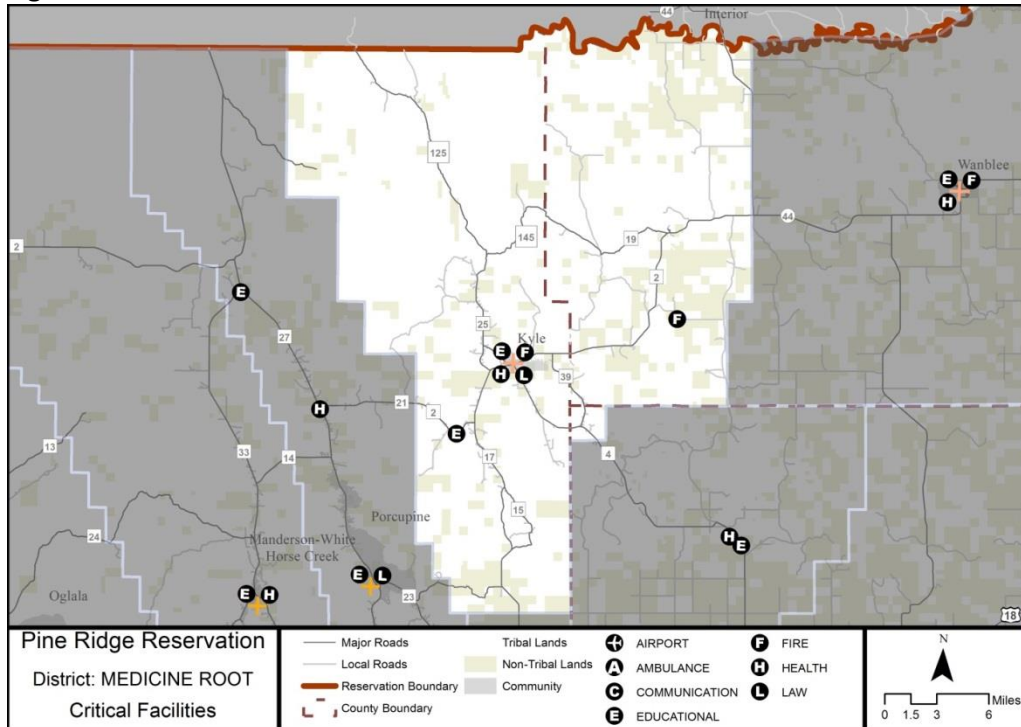 44
Interior
125
Wanblee
E F
H
44
145
19
2
2
E
F
25
Kyle
E F
H L
27
39
H
21
2
E
13
33
14
17
4
15
24
Porcupine
Manderson-White
Horse Creek
H E
E L
23
E H
Oglala
18
Pine Ridge Reservation
District: MEDICINE ROOT
Critical Facilities
Major Roads
Local Roads
Reservation Boundary
County Boundary
Tribal Lands
Non-Tribal Lands
Community
AIRPORT
A AMBULANCE
C COMMUNICATION
E EDUCATIONAL
F FIRE
H HEALTH
L LAW
N
0 1.5 3 6 Miles